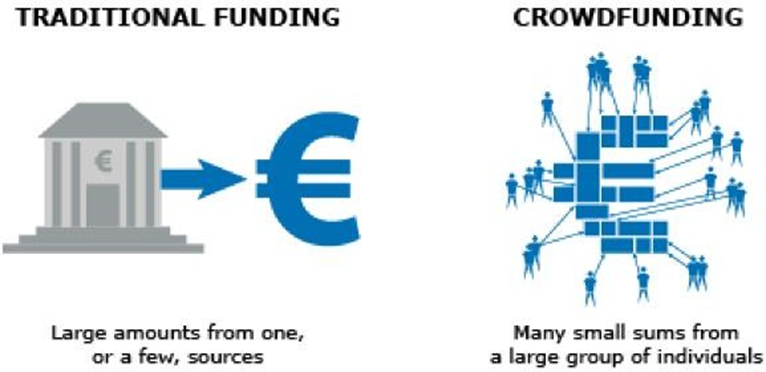 TRADITIONAL FUNDING
CROWDFUNDING
€
€
Large amounts from one,
or a few, sources
Many small sums from
a large group of individuals